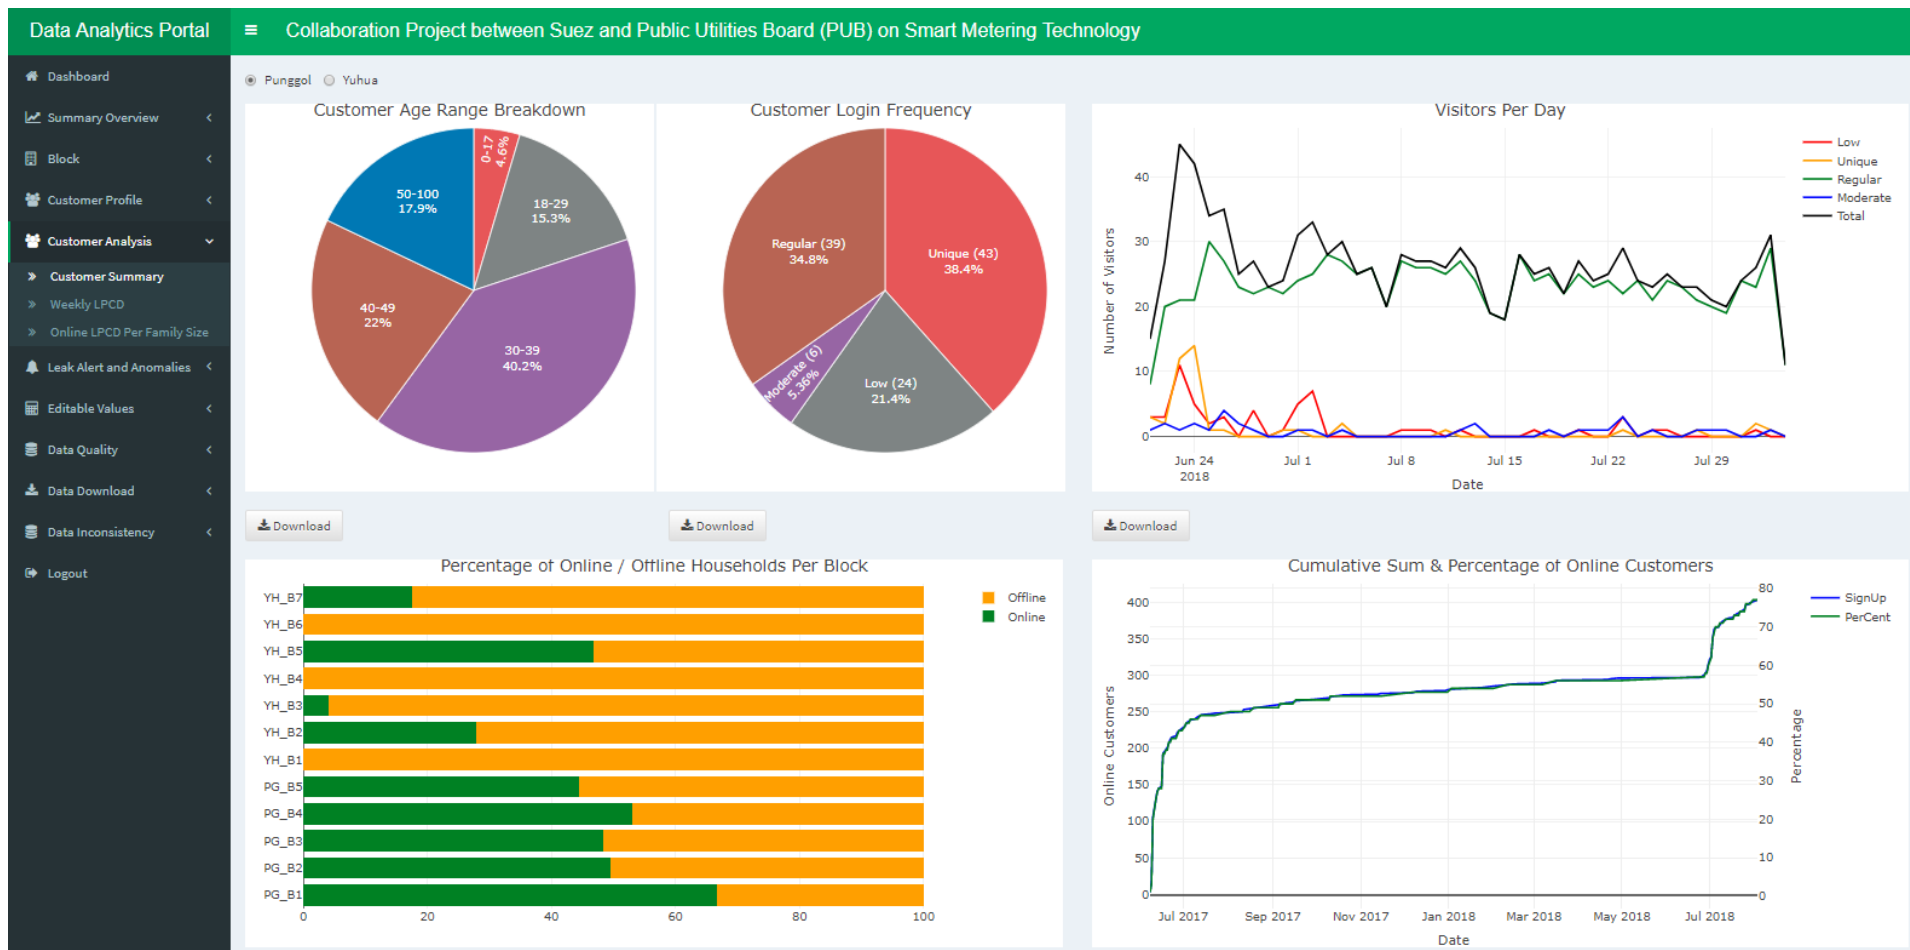 Data Analytics Portal
Collaboration Project between Suez and Public Utilities Board (PUB) on Smart Metering Technology
Dashboard
Summary Overview
Block
Customer Profile
Customer Analysis
Customer Summary
Weekly LPCD
Online LPCD Per Family Size
Leak Alert and Anomalies
Editable Values
Data Quality
Data Download
Data Inconsistency
Logout
Punggol
Yuhua
Customer Age Range Breakdown
0-17
4.6%
18-29
15.3%
30-39
40.2%
40-49
22%
50-100
17.9%
Customer Login Frequency
Unique (43)
38.4%
Low (24)
21.4%
Moderate (6)
5.36%
Regular (39)
34.8%
Visitors Per Day
Number of Visitors
40
30
20
10
0
Jun 24
2018
Jul 1
Jul 8
Jul 15
Jul 22
Jul 29
Date
Low
Unique
Regular
Moderate
Total
Download
Download
Download
Percentage of Online / Offline Households Per Block
YH_B7
YH_B6
YH_B5
YH_B4
YH_B3
YH_B2
YH_B1
PG_B5
PG_B4
PG_B3
PG_B2
PG_B1
0
20
40
60
80
100
Offline
Online
Cumulative Sum & Percentage of Online Customers
Online Customers
400
350
300
250
200
150
100
50
0
Jul 2017
Sep 2017
Nov 2017
Jan 2018
Mar 2018
May 2018
Jul 2018
Date
80
70
60
50
40
30
20
10
0
Percentage
SignUp
PerCent